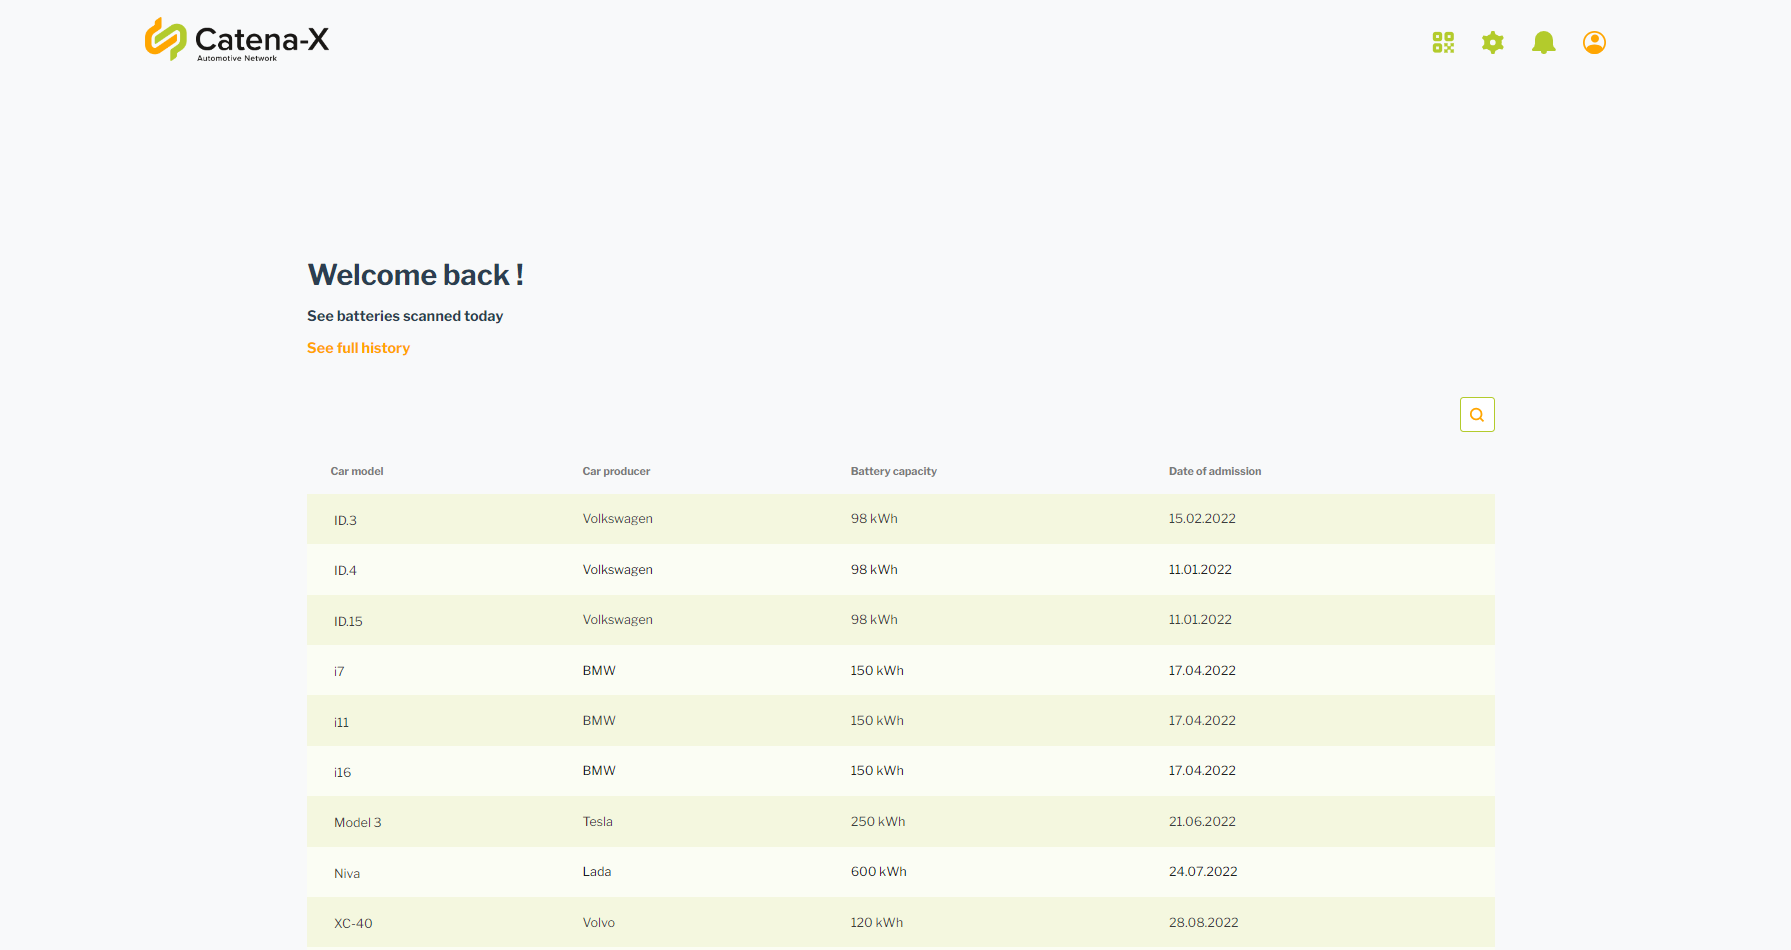 Catena-X
Automotive Network
Welcome back !
See batteries scanned today
See full history
Car model Car producer Battery capacity Date of admission
ID.3 Volkswagen 98 kWh 15.02.2022
ID.4 Volkswagen 98 kWh 11.01.2022
ID.15 Volkswagen 98 kWh 11.01.2022
i7 BMW 150 kWh 17.04.2022
i11 BMW 150 kWh 17.04.2022
i16 BMW 150 kWh 17.04.2022
Model 3 Tesla 250 kWh 21.06.2022
Niva Lada 600 kWh 24.07.2022
XC-40 Volvo 120 kWh 28.08.2022